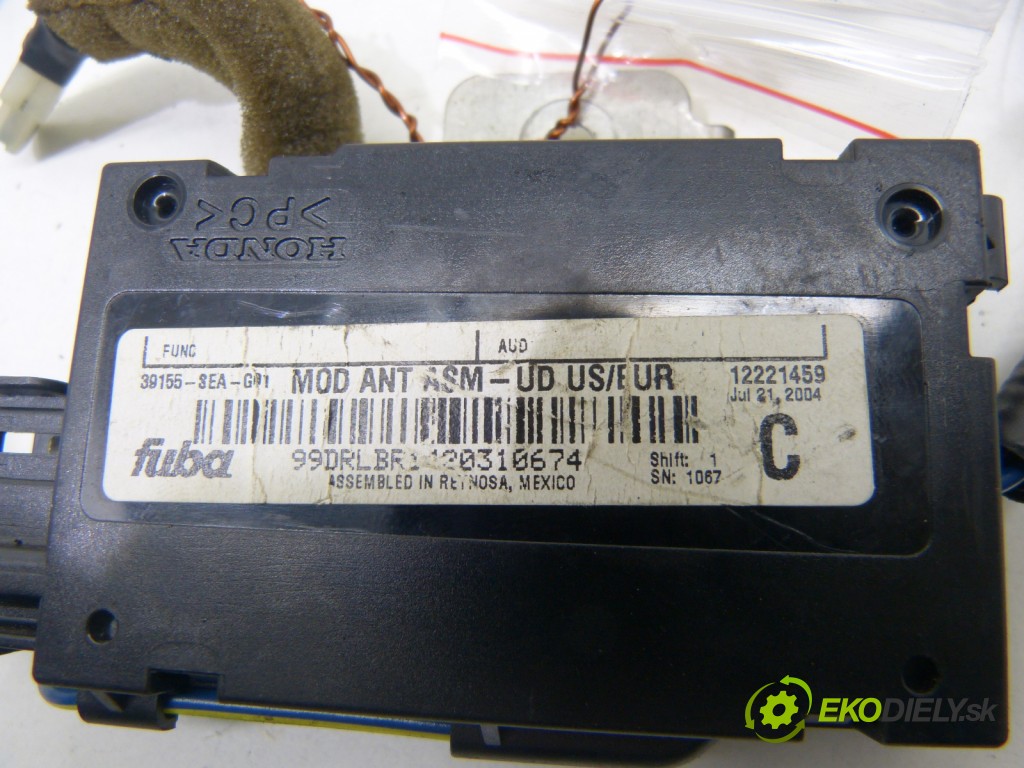 >PC<
HONDA
FUNC AUD
39155-SEA-G01 MOD ANT ASM-UD US/EUR 12221459
Jul 21, 2004
fuba 99DRLBR1420310674 Shift: 1 C
SN: 1067
ASSEMBLED IN REYNOSA, MEXICO
EKODIELY.sk